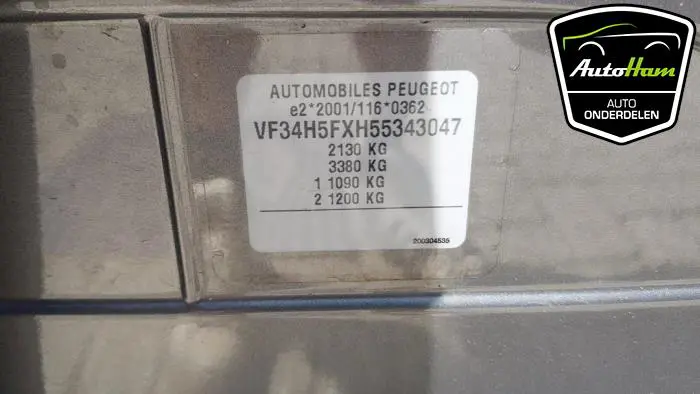 AutoHam
AUTO
ONDERDELEN
AUTOMOBILES PEUGEOT
e2*2001/116*0362
VF34H5FXH55343047
2130 KG
3380 KG
1 1090 KG
2 1200 KG
200304535